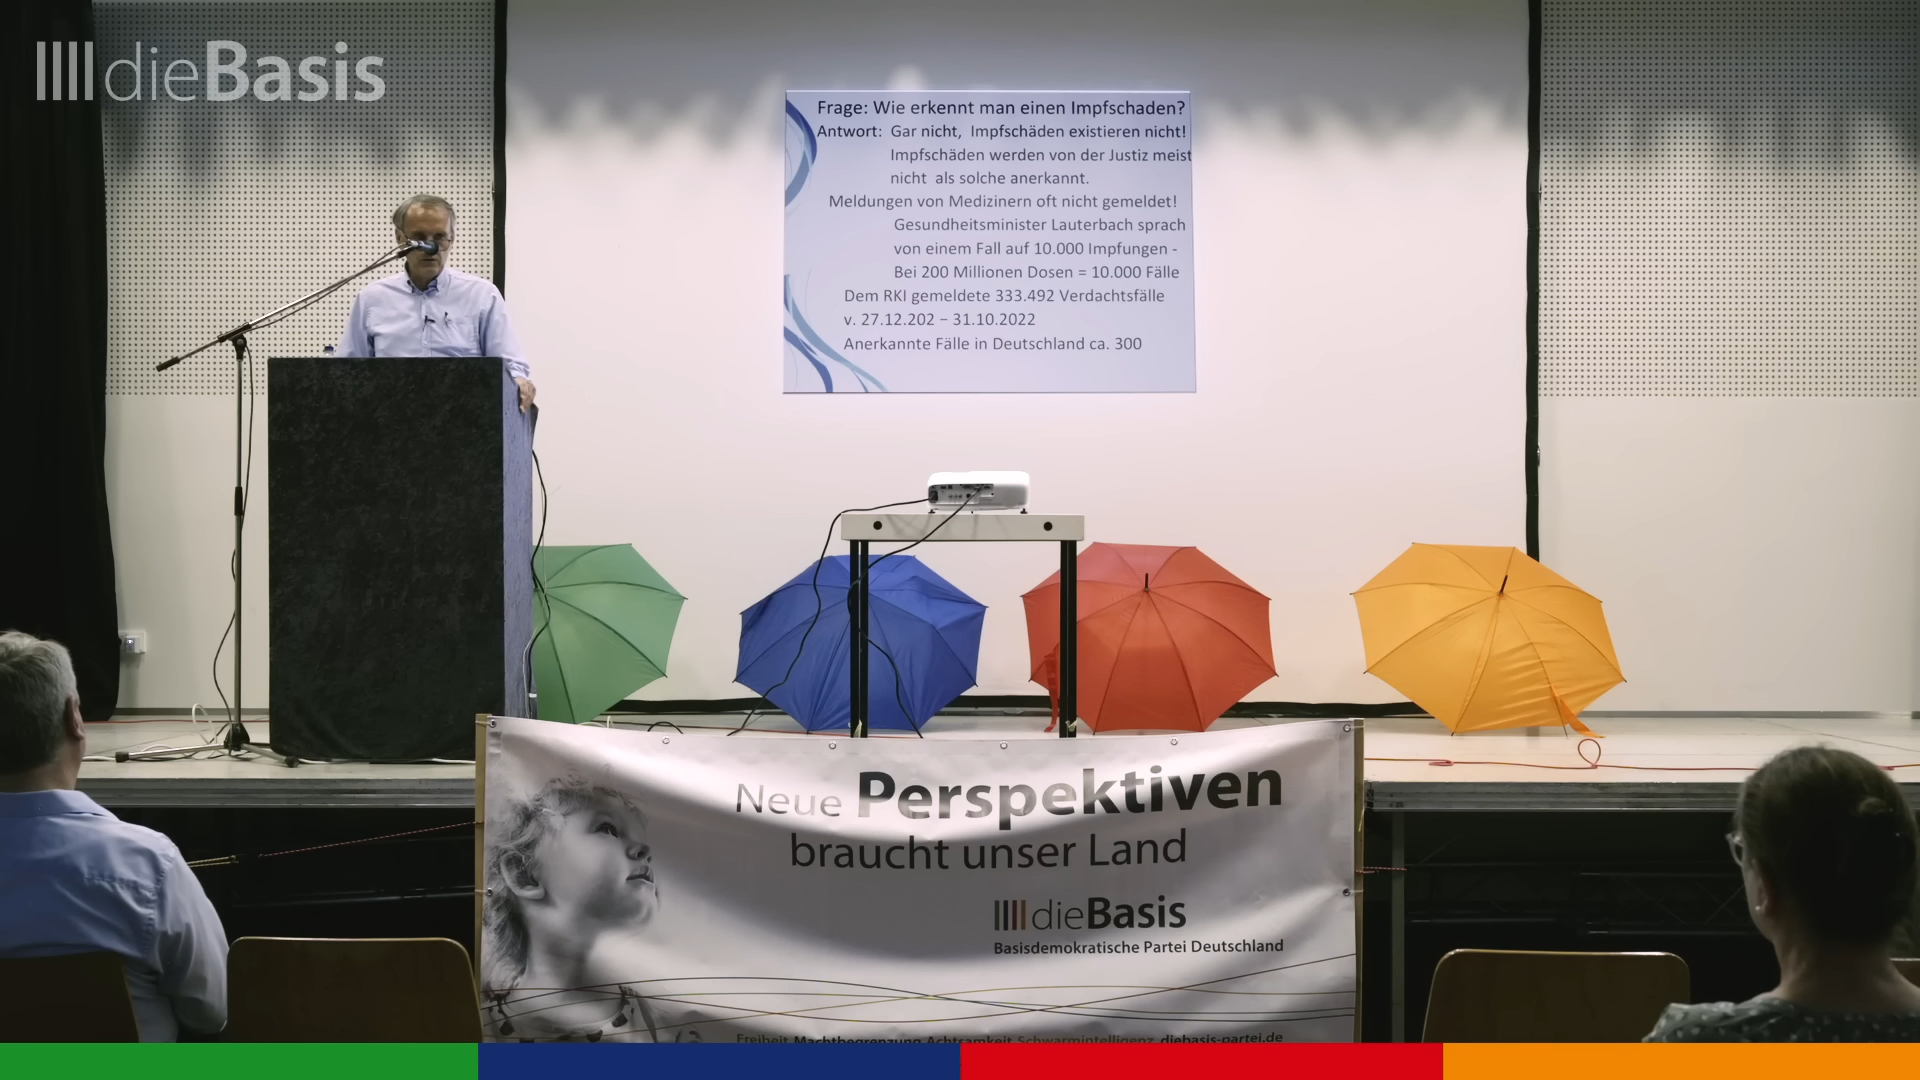 dieBasis
Frage: Wie erkennt man einen Impfschaden?
Antwort: Gar nicht, Impfschäden existieren nicht!
Impfschäden werden von der Justiz meist
nicht als solche anerkannt.
Meldungen von Medizinern oft nicht gemeldet!
Gesundheitsminister Lauterbach sprach
von einem Fall auf 10.000 Impfungen -
Bei 200 Millionen Dosen = 10.000 Fälle
Dem RKI gemeldete 333.492 Verdachtsfälle
v. 27.12.202 – 31.10.2022
Anerkannte Fälle in Deutschland ca. 300
Neue Perspektiven
braucht unser Land
dieBasis
Basisdemokratische Partei Deutschland
Freiheit Machtbegrenzung Achtsamkeit Schwarmintelligenz diebasis-partei.de